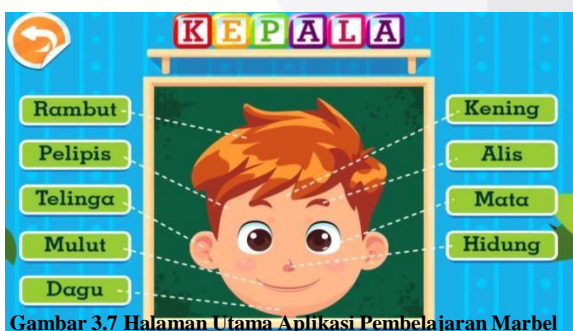 KEPALA
Rambut
Pelipis
Telinga
Mulut
Dagu
Kening
Alis
Mata
Hidung
Gambar 3.7 Halaman Utama Aplikasi Pembelajaran Marbel